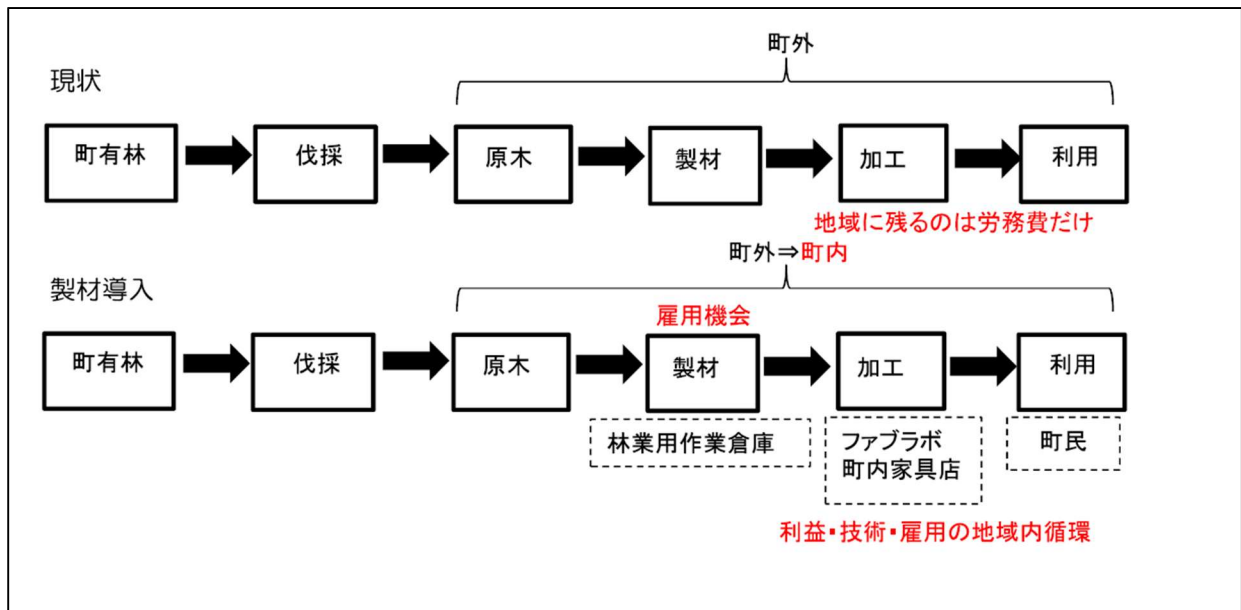 町外
現状
町有林
伐採
原木
製材
加工
利用
地域に残るのは労務費だけ
町外⇒町内
製材導入
雇用機会
町有林
伐採
原木
製材
加工
利用
林業用作業倉庫
ファブラボ
町内家具店
町民
利益・技術・雇用の地域内循環